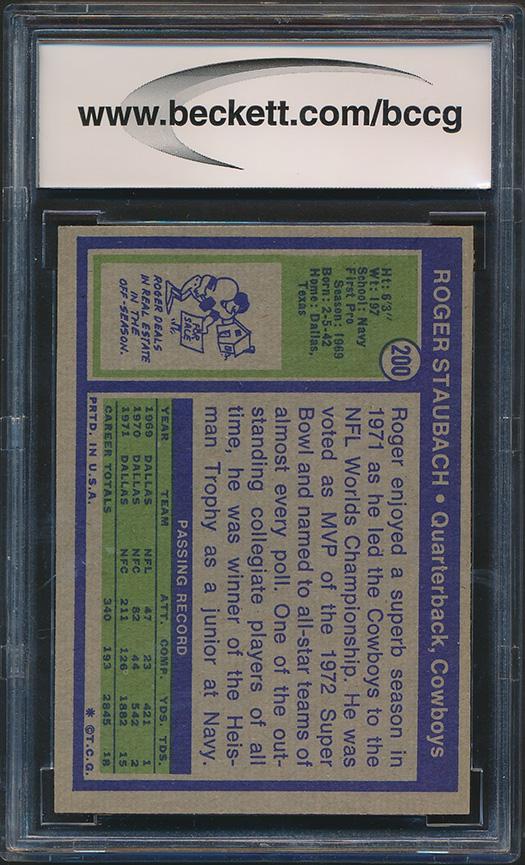 www.beckett.com/bccg
ROGER STAUBACH • Quarterback, Cowboys
200
Ht: 6'3"
Wt: 197
School: Navy
First Pro
Season: 1969
Born: 2-5-42
Home: Dallas,
Texas
FOR
SALE
ROGER DEALS
IN REAL ESTATE
IN THE
OFF-SEASON.
Roger enjoyed a superb season in
1971 as he led the Cowboys to the
NFL Worlds Championship. He was
voted as MVP of the 1972 Super
Bowl and named to all-star teams of
almost every poll. One of the out-
standing collegiate players of all
time, he was winner of the Heis-
man Trophy as a junior at Navy.
PASSING RECORD
YEAR TEAM ATT. COMP. YDS. TDS.
1969 DALLAS NFL 47 23 421 1
1970 DALLAS NFC 82 44 542 2
1971 DALLAS NFC 211 126 1882 15
CAREER TOTALS 340 193 2845 18
PRTD. IN U.S.A. * ©T.C.G.